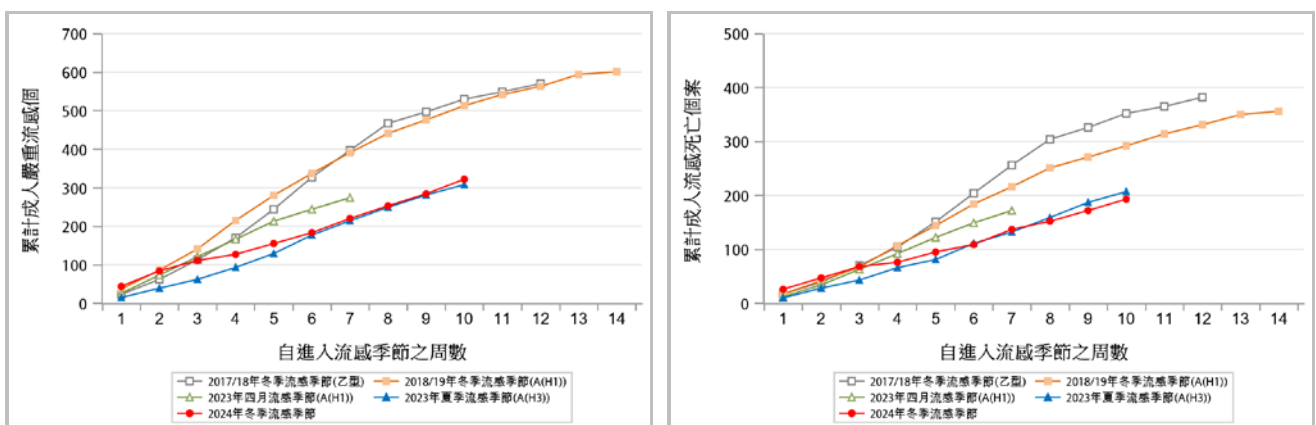 700
600
500
400
300
200
100
0
累計成人嚴重流感個
1 2 3 4 5 6 7 8 9 10 11 12 13 14
自進入流感季節之周數
2017/18年冬季流感季節(乙型) 2018/19年冬季流感季節(A(H1))
2023年四月流感季節(A(H1)) 2023年夏季流感季節(A(H3))
2024年冬季流感季節
500
400
300
200
100
0
累計成人流感死亡個案
1 2 3 4 5 6 7 8 9 10 11 12 13 14
自進入流感季節之周數
2017/18年冬季流感季節(乙型) 2018/19年冬季流感季節(A(H1))
2023年四月流感季節(A(H1)) 2023年夏季流感季節(A(H3))
2024年冬季流感季節